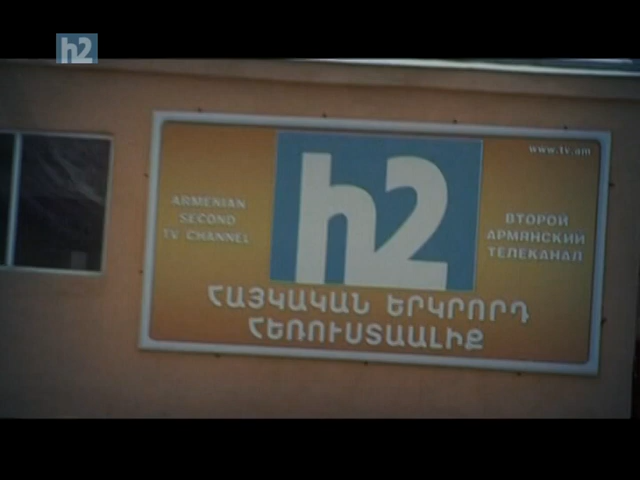 h2
www.tv.am
ARMENIAN
SECOND
TV CHANNEL
h2
ВТОРОЙ
АРМЯНСКИЙ
ТЕЛЕКАНАЛ
ՀԱՅԿԱԿԱՆ ԵՐԿՐՈՐԴ
ՀԵՌՈՒՍՏԱԱԼԻՔ